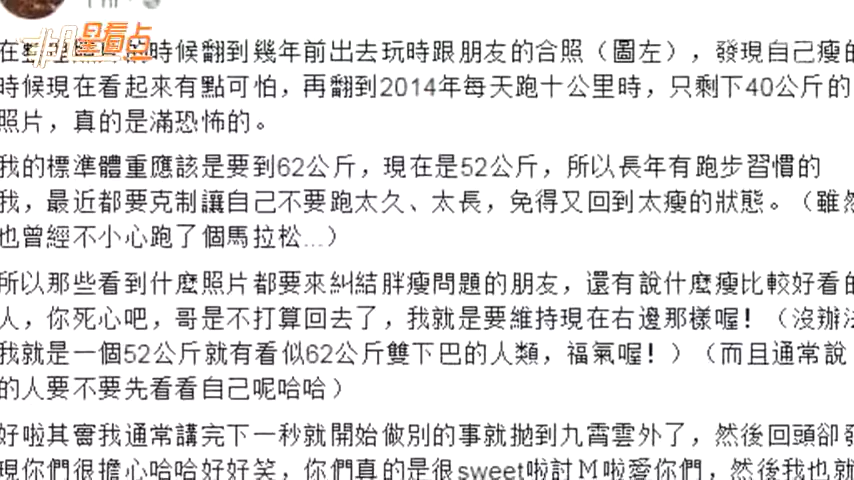 星看点
在整理照片的時候翻到幾年前出去玩時跟朋友的合照（圖左），發現自己瘦的
時候現在看起來有點可怕，再翻到2014年每天跑十公里時，只剩下40公斤的
照片，真的是滿恐怖的。
我的標準體重應該是要到62公斤，現在是52公斤，所以長年有跑步習慣的
我，最近都要克制讓自己不要跑太久、太長，免得又回到太瘦的狀態。（雖然
也曾經不小心跑了個馬拉松...）
所以那些看到什麼照片都要來糾結胖瘦問題的朋友，還有說什麼瘦比較好看的
人，你死心吧，哥是不打算回去了，我就是要維持現在右邊那樣喔！（沒辦法
我就是一個52公斤就有看似62公斤雙下巴的人類，福氣喔！）（而且通常說
的人要不要先看看自己呢哈哈）
好啦其實我通常講完下一秒就開始做別的事就拋到九霄雲外了，然後回頭卻發
現你們很擔心哈哈好好笑，你們真的是很sweet啦討Ｍ啦愛你們，然後我也就